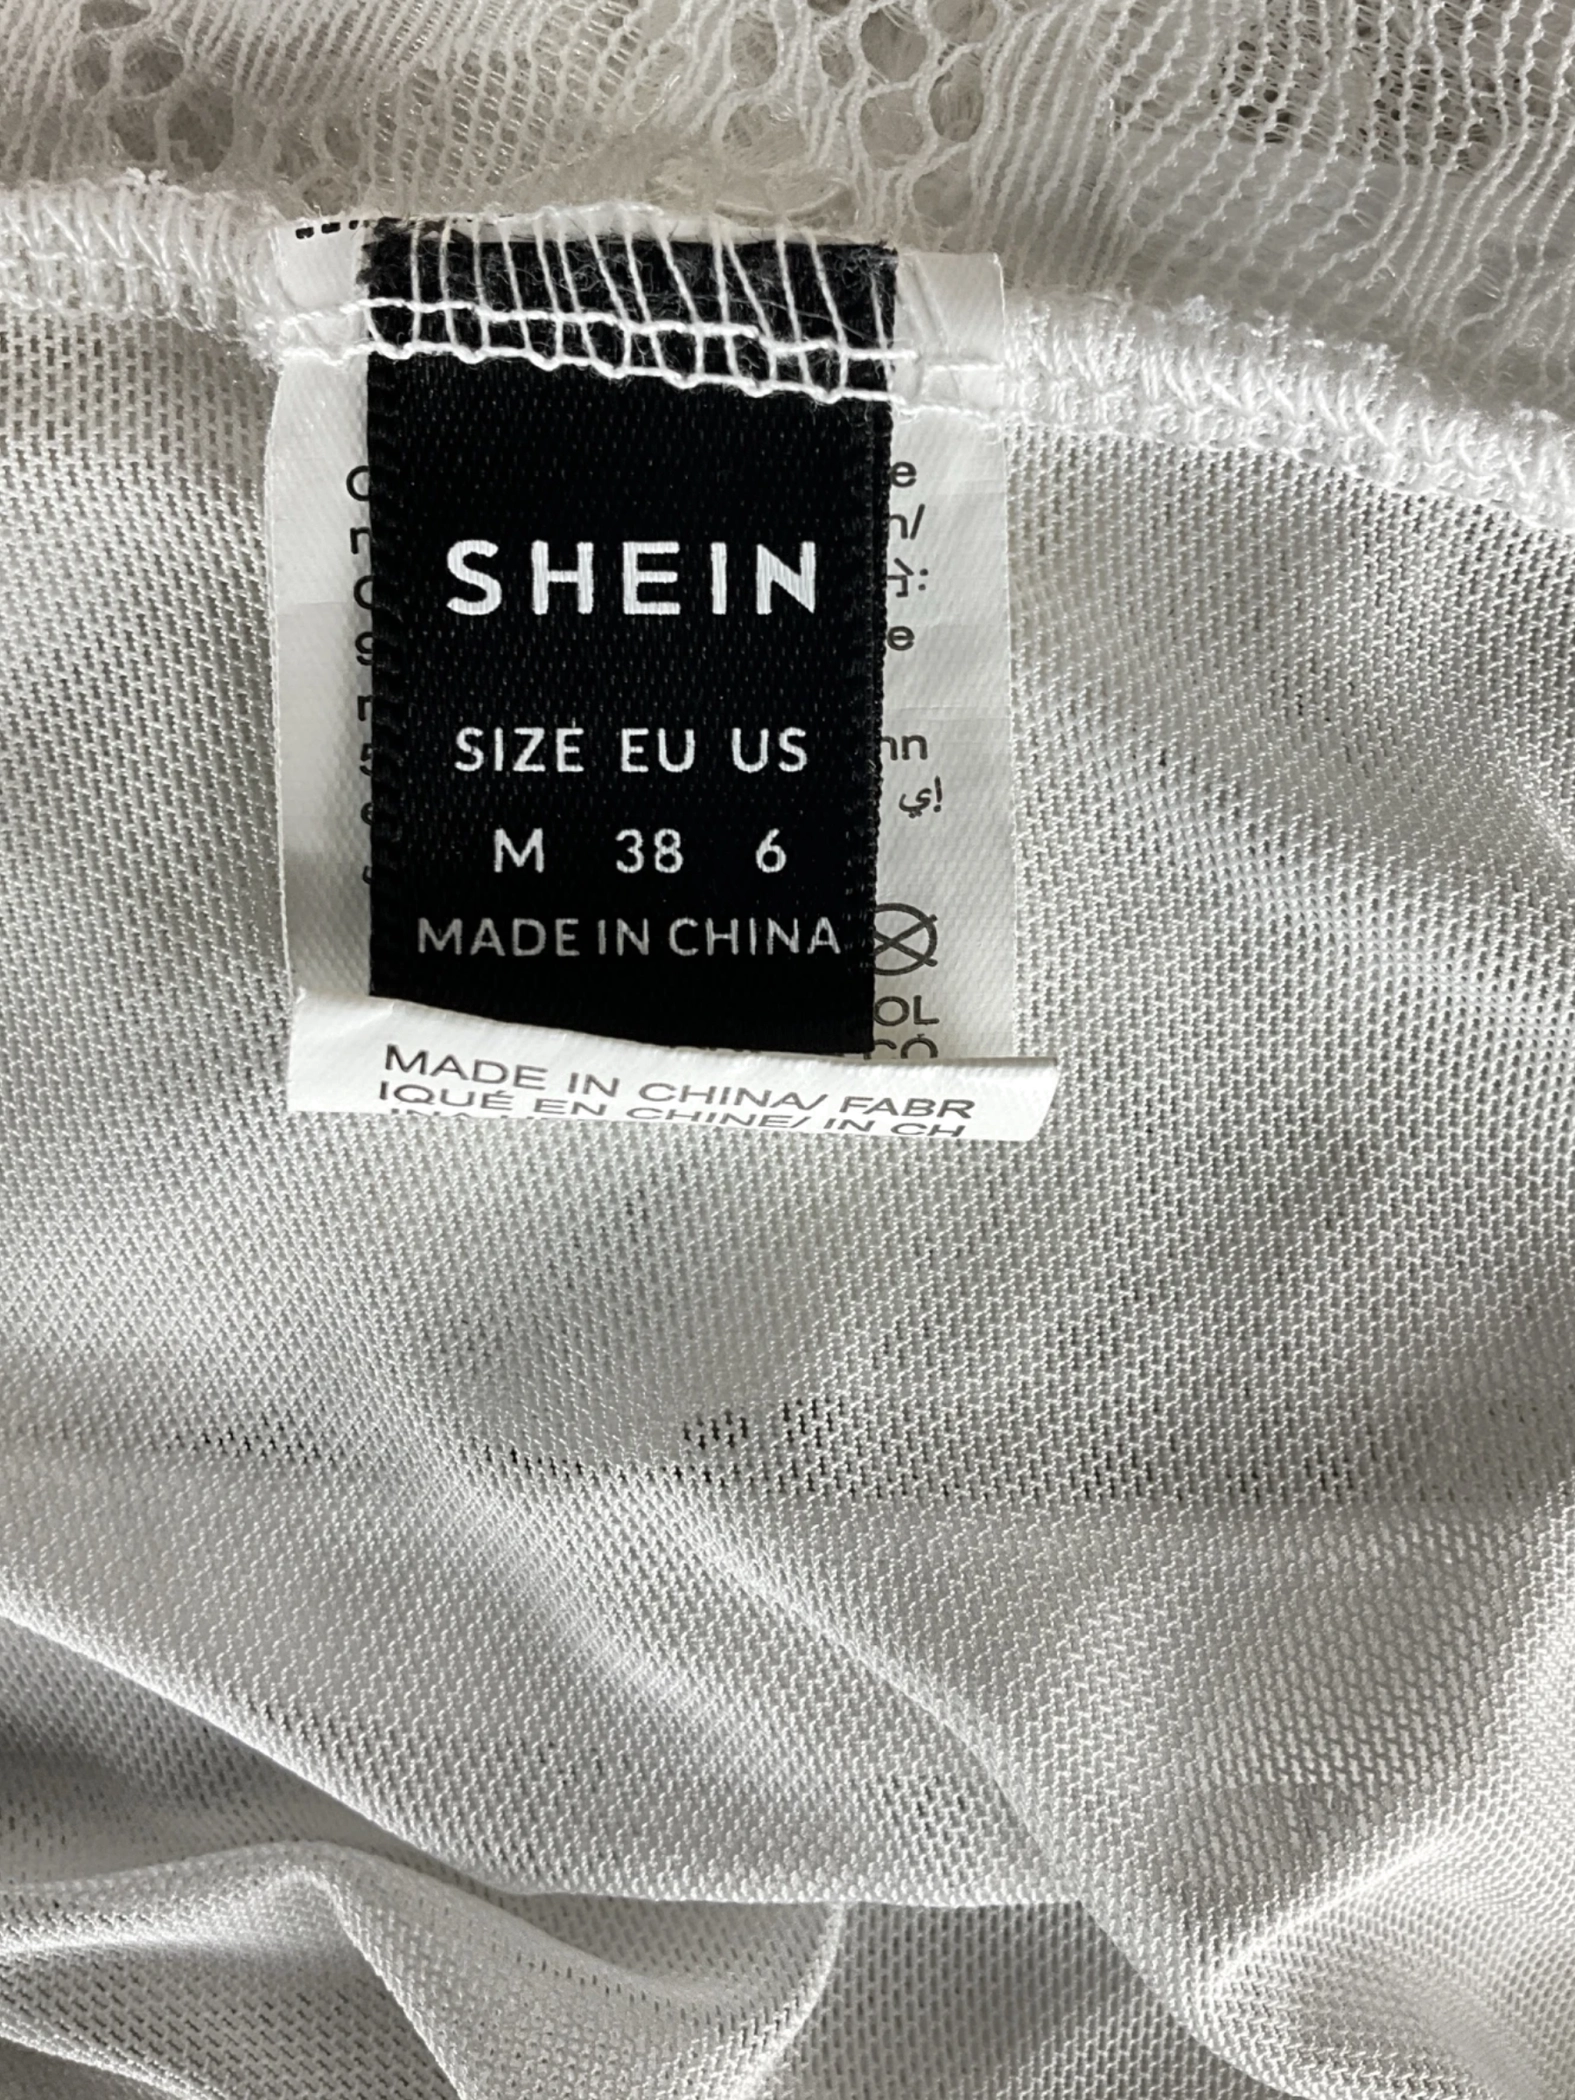 SHEIN
SIZE EU US
M 38 6
MADE IN CHINA
MADE IN CHINA/ FABR
IQUÉ EN CHINE/ IN CH